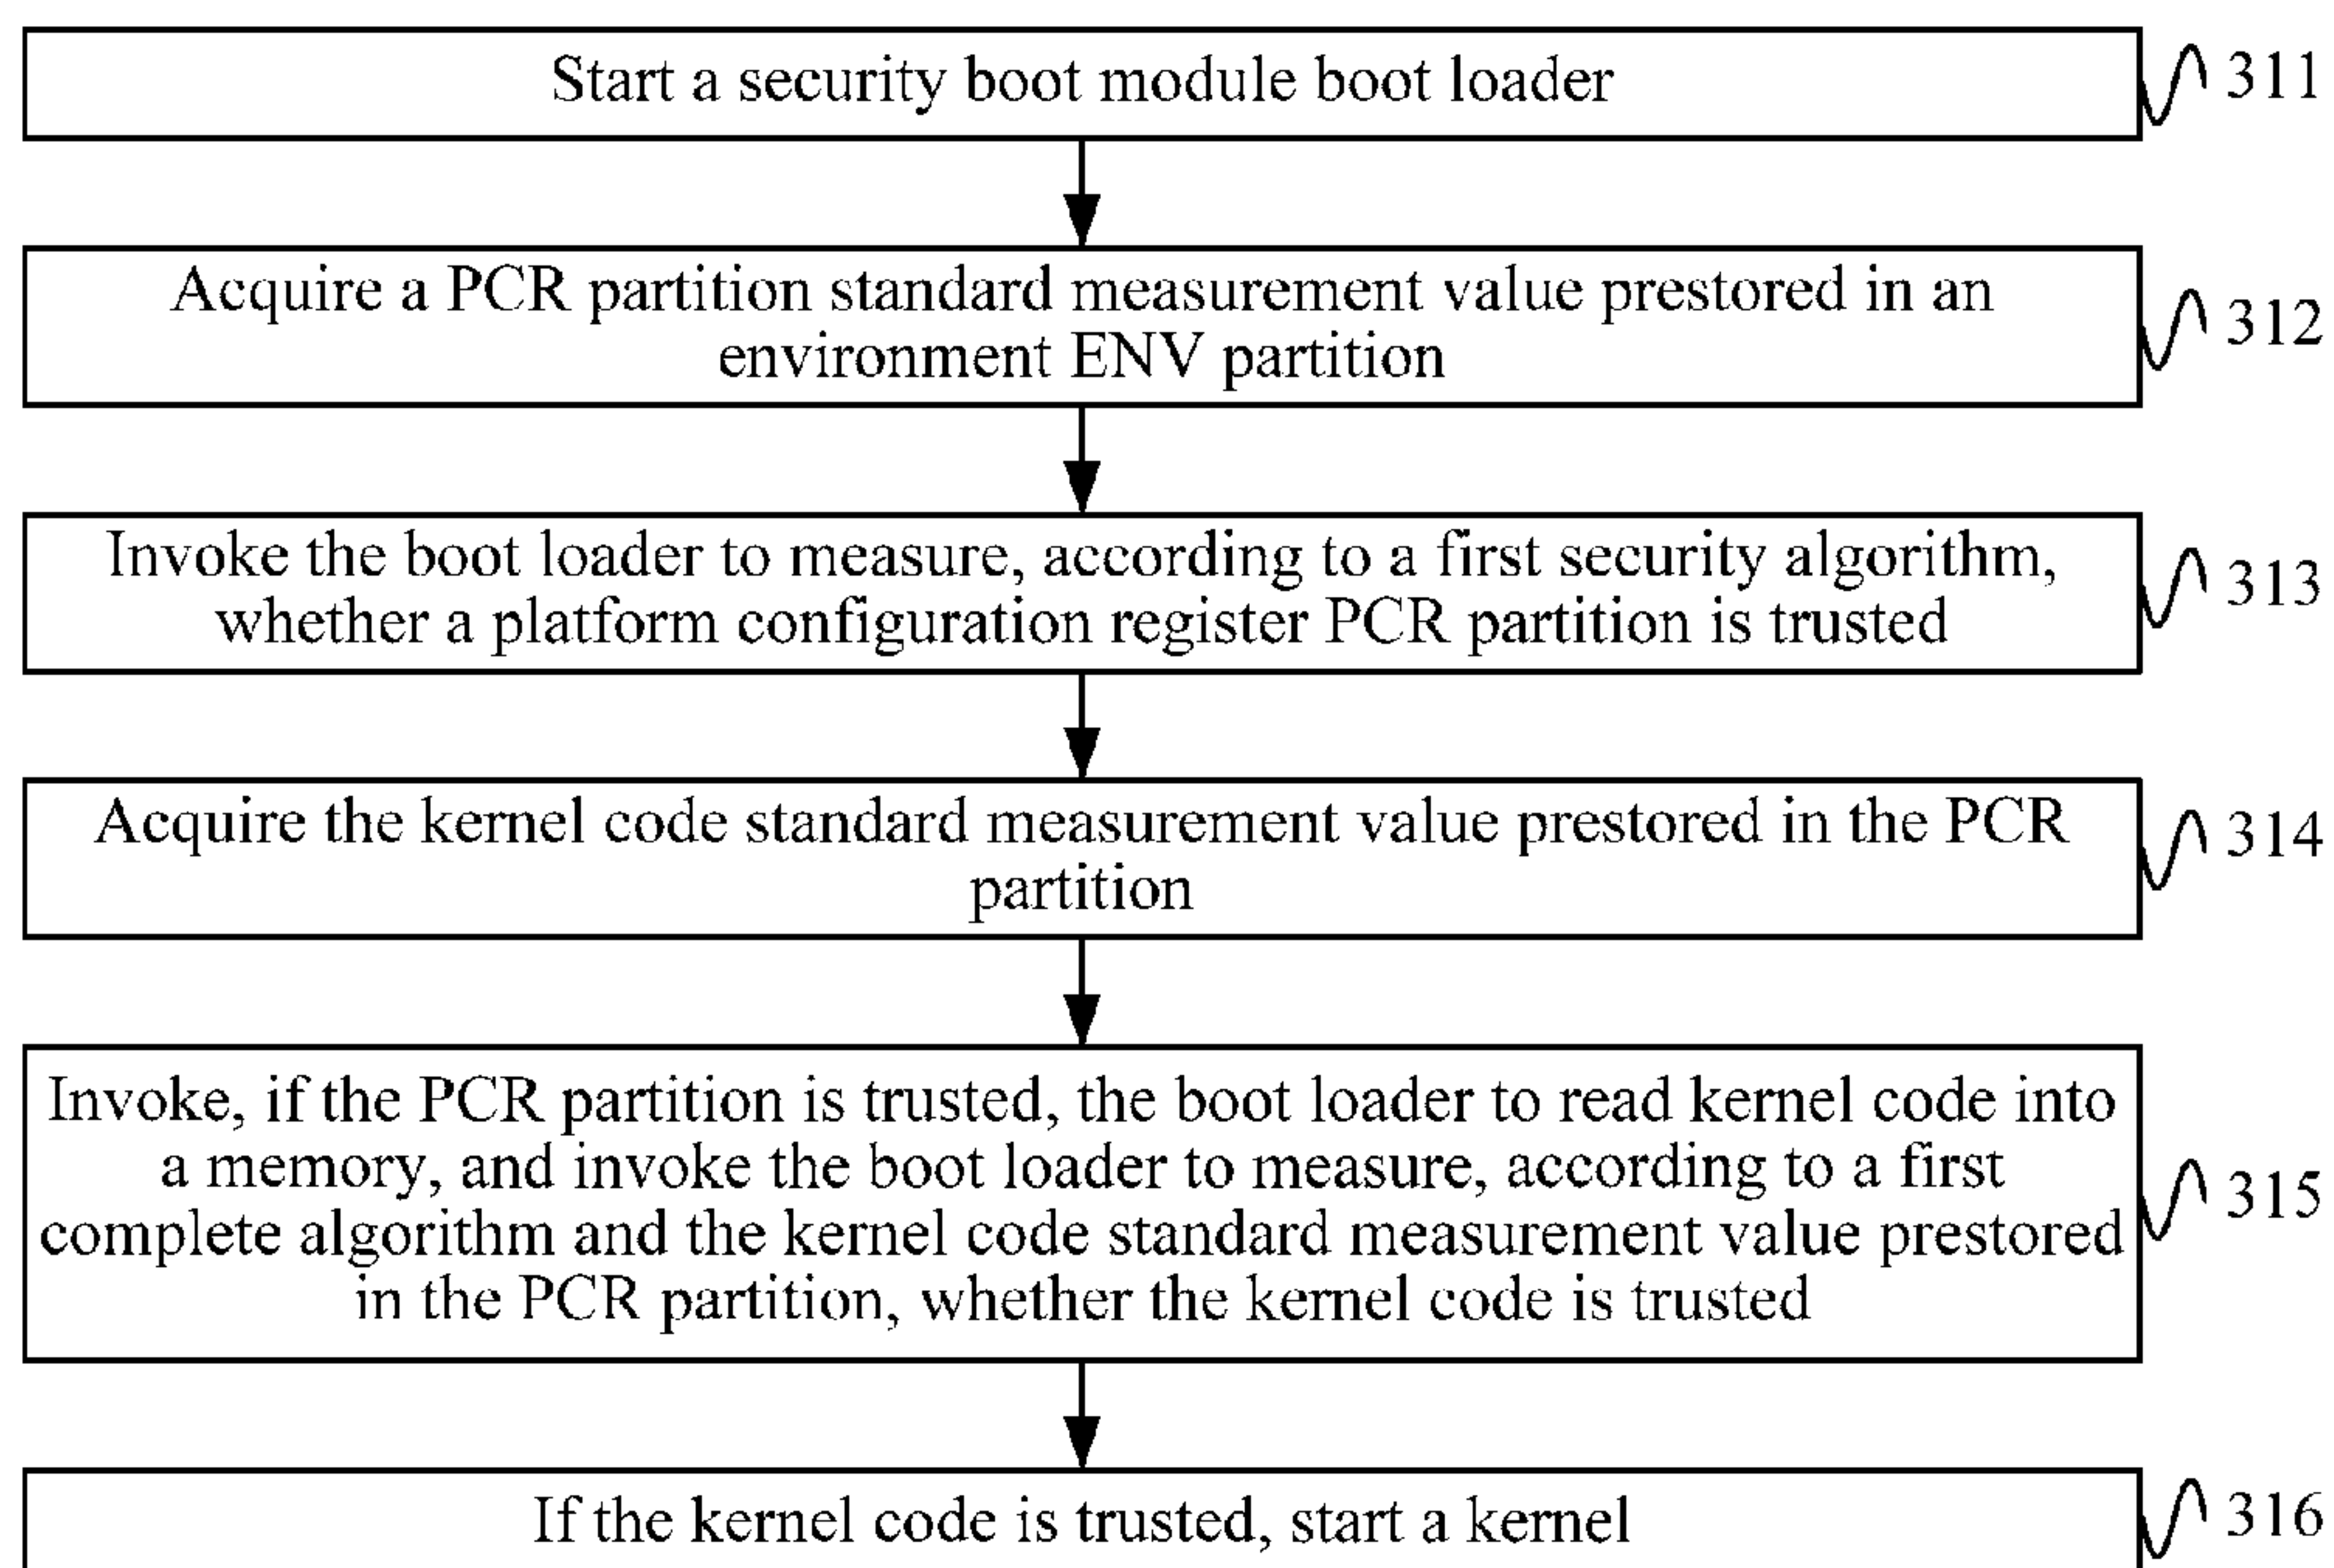 Start a security boot module boot loader
311
Acquire a PCR partition standard measurement value prestored in an
environment ENV partition
312
Invoke the boot loader to measure, according to a first security algorithm,
whether a platform configuration register PCR partition is trusted
313
Acquire the kernel code standard measurement value prestored in the PCR
partition
314
Invoke, if the PCR partition is trusted, the boot loader to read kernel code into
a memory, and invoke the boot loader to measure, according to a first
complete algorithm and the kernel code standard measurement value prestored
in the PCR partition, whether the kernel code is trusted
315
If the kernel code is trusted, start a kernel
316